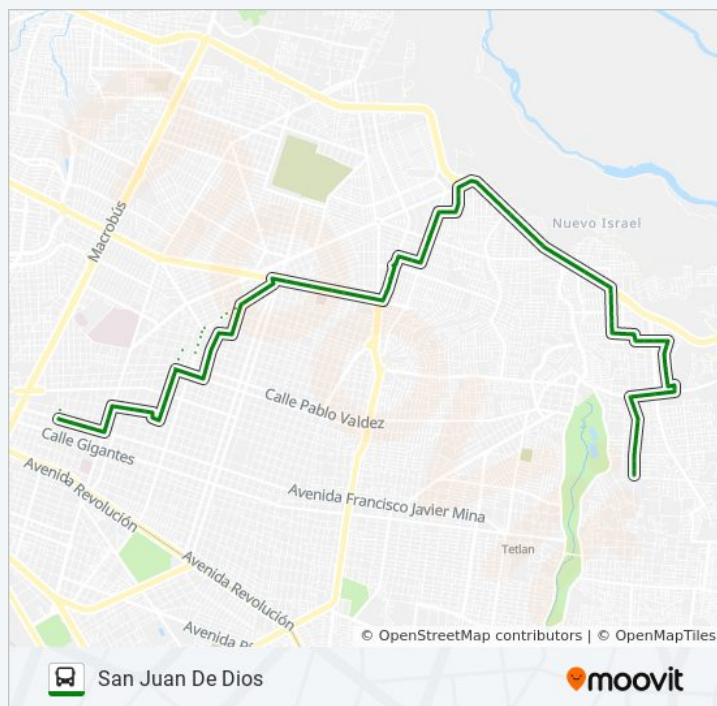 Nuevo Israel
Macrobús
Calle Pablo Valdez
Calle Gigantes
Avenida Revolución
Avenida Francisco Javier Mina
Tetlan
Avenida Revolución
© OpenStreetMap contributors | © OpenMapTiles
San Juan De Dios
moovit